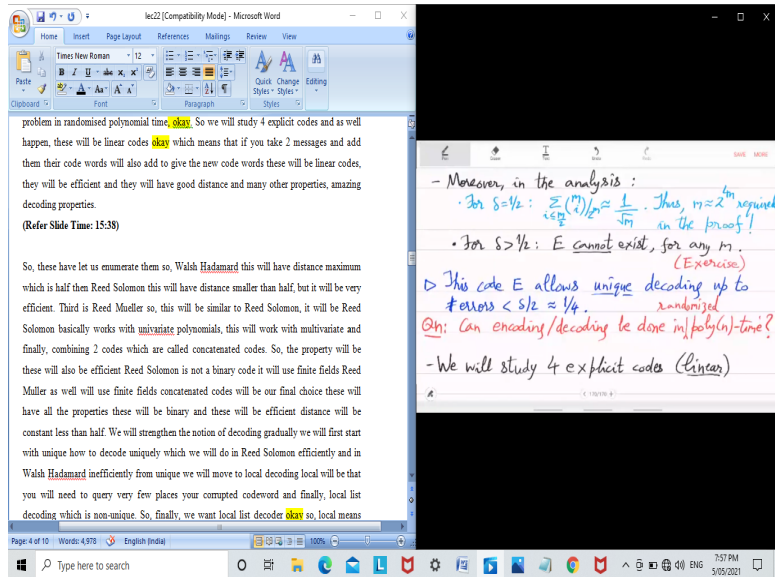 lec22 [Compatibility Mode] - Microsoft Word
Home Insert Page Layout References Mailings Review View
Times New Roman 12
Paste
B I U abe x, x² Aa A A
Quick Styles Change Styles Editing
Clipboard Font Paragraph Styles
problem in randomised polynomial time, okay. So we will study 4 explicit codes and as well
happen, these will be linear codes okay which means that if you take 2 messages and add
them their code words will also add to give the new code words these will be linear codes,
they will be efficient and they will have good distance and many other properties, amazing
decoding properties.
(Refer Slide Time: 15:38)
So, these have let us enumerate them so, Walsh Hadamard this will have distance maximum
which is half then Reed Solomon this will have distance smaller than half, but it will be very
efficient. Third is Reed Mueller so, this will be similar to Reed Solomon, it will be Reed
Solomon basically works with univariate polynomials, this will work with multivariate and
finally, combining 2 codes which are called concatenated codes. So, the property will be
these will also be efficient Reed Solomon is not a binary code it will use finite fields Reed
Muller as well will use finite fields concatenated codes will be our final choice these will
have all the properties these will be binary and these will be efficient distance will be
constant less than half. We will strengthen the notion of decoding gradually we will first start
with unique how to decode uniquely which we will do in Reed Solomon efficiently and in
Walsh Hadamard inefficiently from unique we will move to local decoding local will be that
you will need to query very few places your corrupted codeword and finally, local list
decoding which is non-unique. So, finally, we want local list decoder okay so, local means
Page: 4 of 10 Words: 4,978 English (India) 100%
SAVE MORE
- Moreover, in the analysis :
· For δ=1/2 : Σ_{i≤m/2} (m i)/2^m ≈ 1/√m . Thus, m≈2^{4m} required
in the proof!
· For δ>1/2: E cannot exist, for any m.
(Exercise)
▷ This code E allows unique decoding up to
#errors < δ/2 ≈ 1/4.
randomized
Qn: Can encoding/decoding be done in poly(n)-time?
- We will study 4 explicit codes (linear)
Type here to search
ENG
7:57 PM
5/05/2021